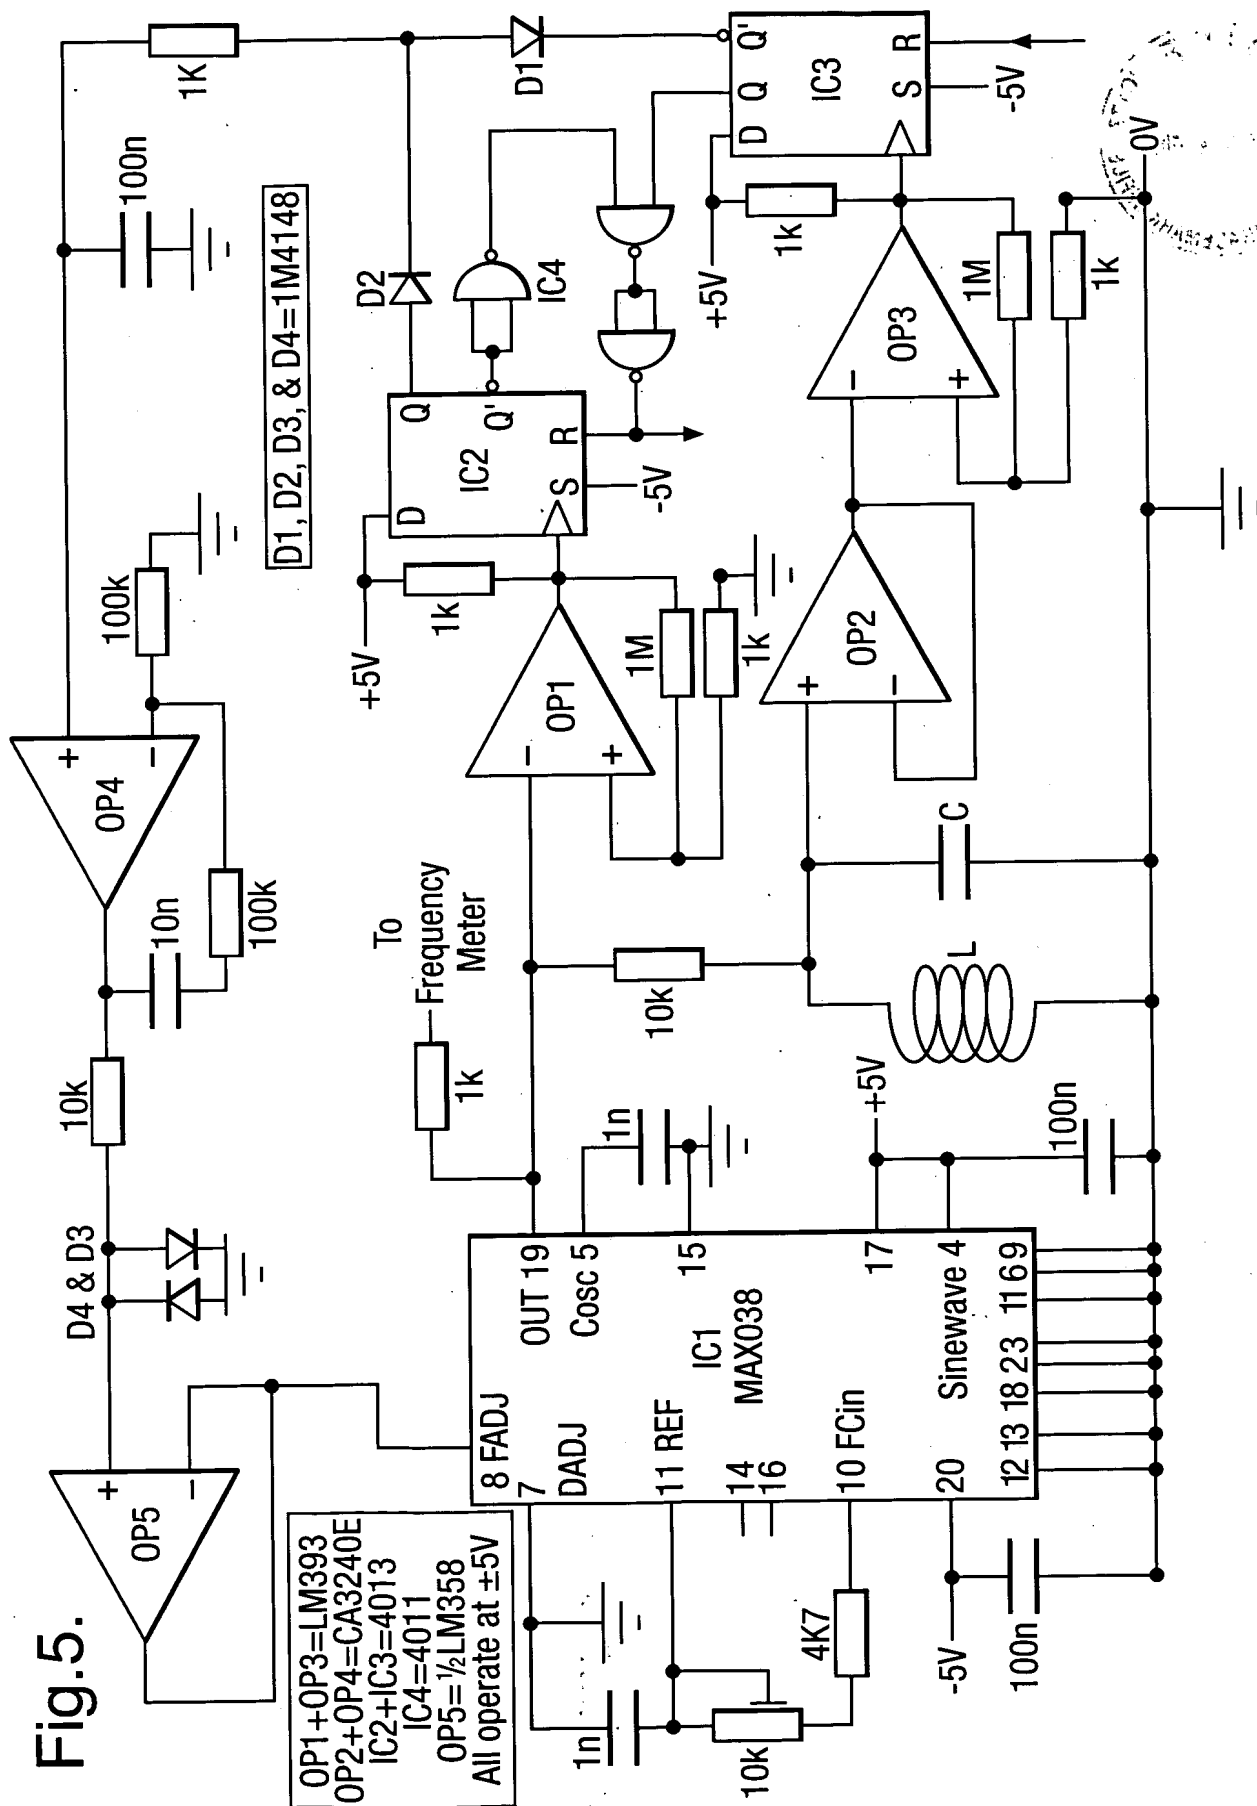 Fig.5.
OP1+OP3=LM393
OP2+OP4=CA3240E
IC2+IC3=4013
IC4=4011
OP5=½LM358
All operate at ±5V
OP5
+
−
D4 & D3
10k
10n
100k
OP4
+
−
100k
100n
1K
D1, D2, D3, & D4=1M4148
8 FADJ
7
DADJ
11 REF
14
16
10 FCin
20
OUT 19
Cosc 5
15
17
Sinewave 4
IC1
MAX038
12
13
18
23
11
6
9
1n
10k
4K7
-5V
100n
To
Frequency
Meter
1k
1n
+5V
100n
10k
L
C
OP1
−
+
1M
1k
+5V
1k
IC2
D
Q
Q'
S
R
-5V
D2
IC4
D1
OP2
+
−
OP3
−
+
1M
1k
+5V
1k
IC3
D
Q
Q'
S
R
-5V
0V